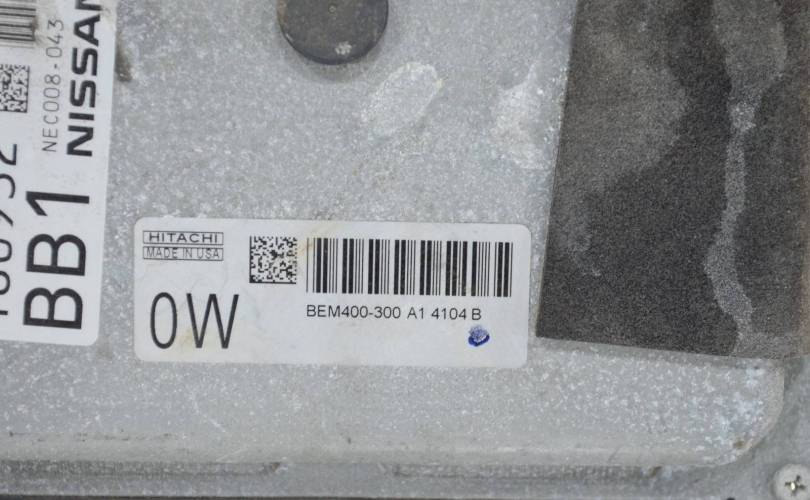 NEC008-043
NISSAN
BB1
HITACHI
MADE IN USA
0W
BEM400-300 A1 4104 B